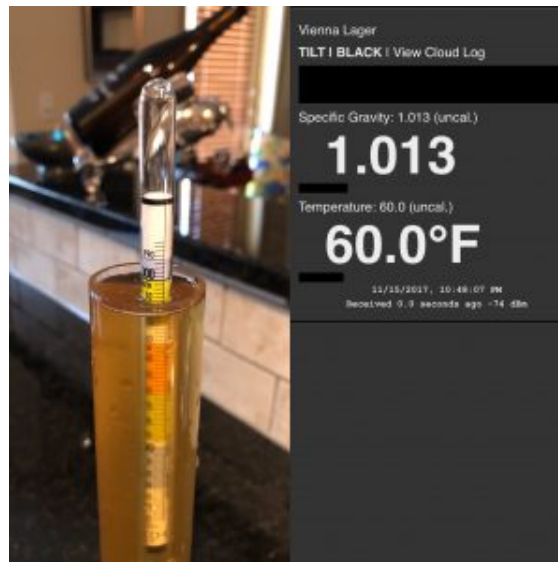 Vienna Lager
TILT | BLACK | View Cloud Log
Specific Gravity: 1.013 (uncal.)
1.013
Temperature: 60.0 (uncal.)
60.0°F
11/15/2017, 10:48:07 PM
Received 0.0 seconds ago -74 dBm